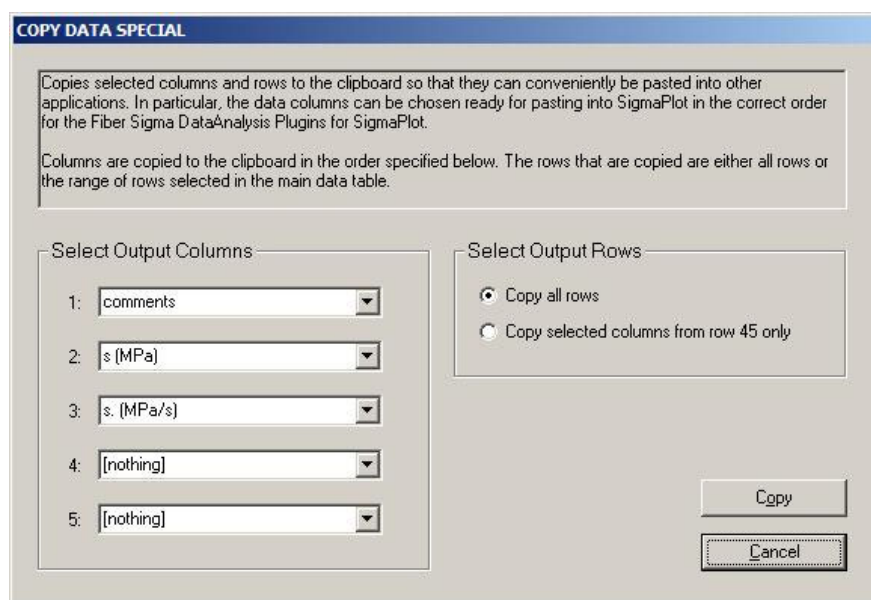 COPY DATA SPECIAL
Copies selected columns and rows to the clipboard so that they can conveniently be pasted into other
applications. In particular, the data columns can be chosen ready for pasting into SigmaPlot in the correct order
for the Fiber Sigma DataAnalysis Plugins for SigmaPlot.
Columns are copied to the clipboard in the order specified below. The rows that are copied are either all rows or
the range of rows selected in the main data table.
Select Output Columns
1: comments
2: s (MPa)
3: s. (MPa/s)
4: [nothing]
5: [nothing]
Select Output Rows
Copy all rows
Copy selected columns from row 45 only
Copy
Cancel